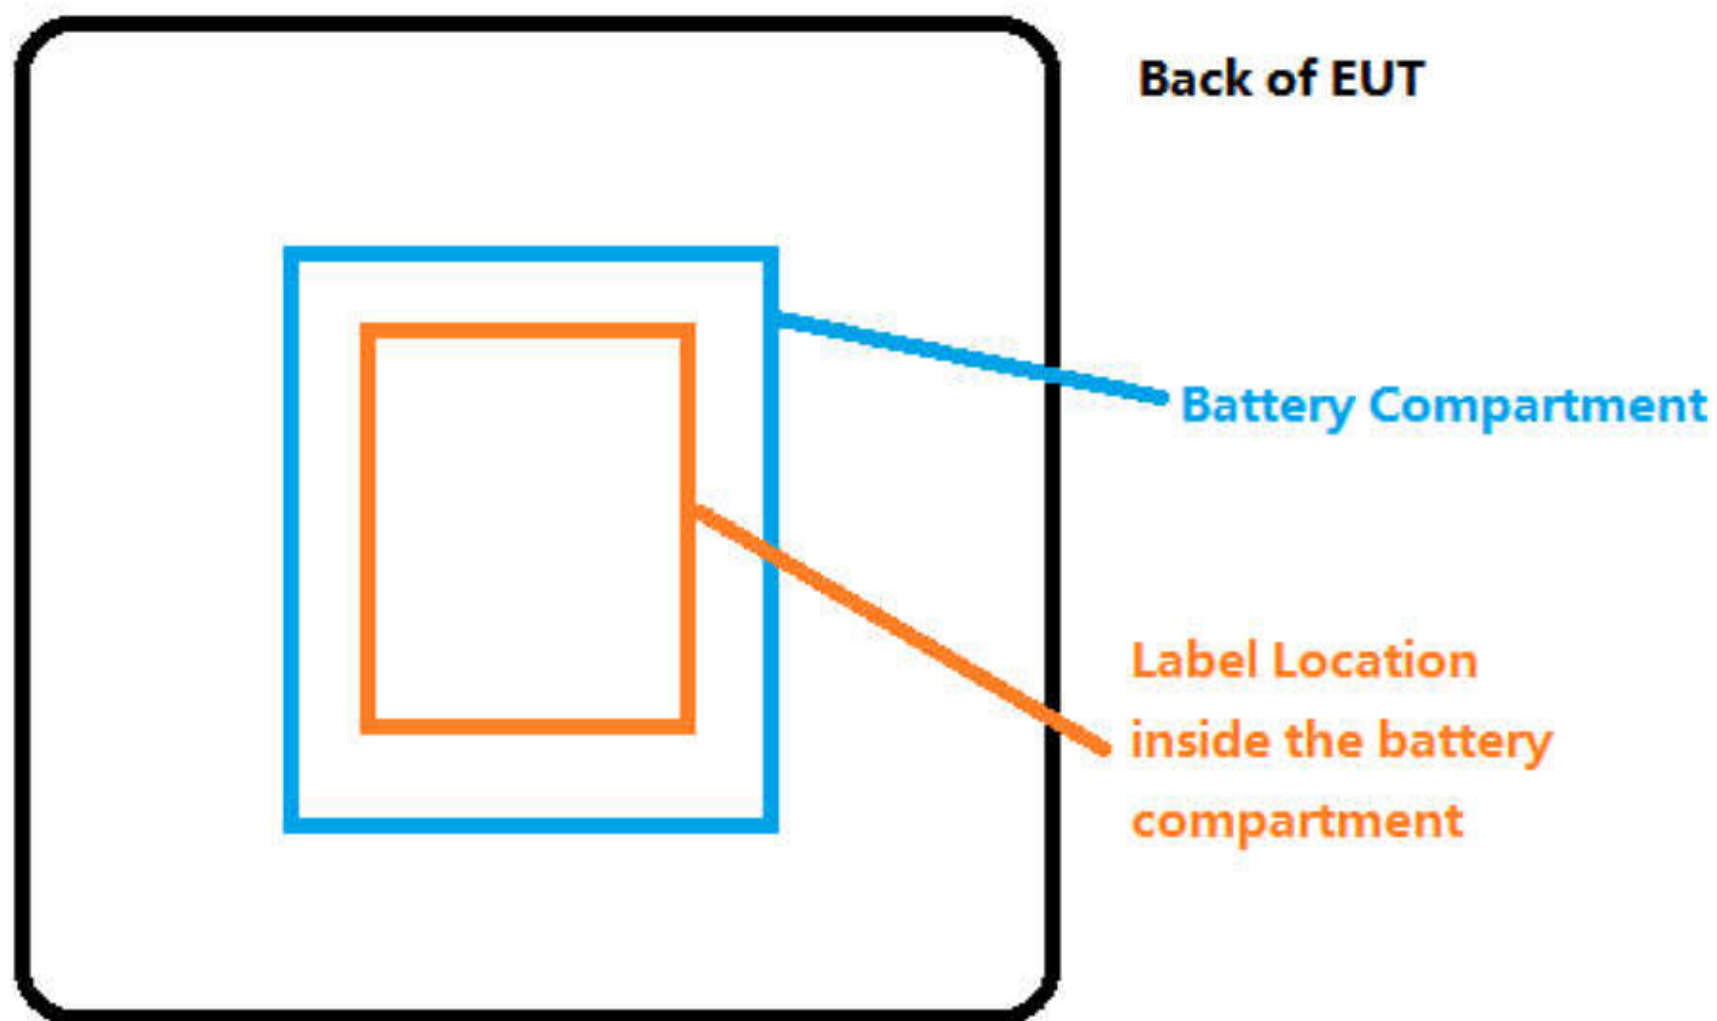 Back of EUT
Battery Compartment
Label Location
inside the battery
compartment